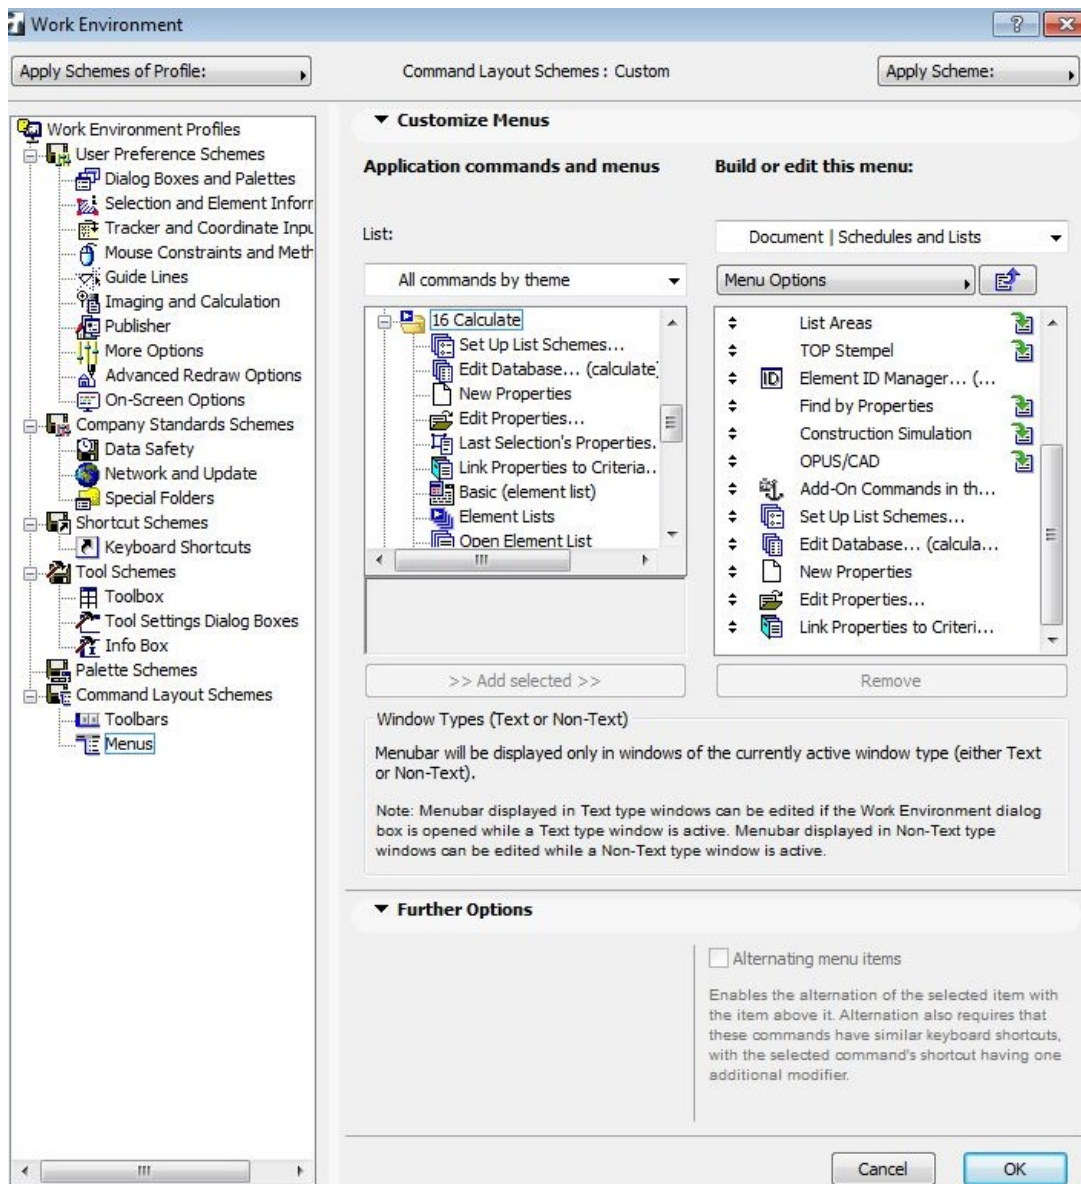 Work Environment
Apply Schemes of Profile:
Command Layout Schemes : Custom
Apply Scheme:
Work Environment Profiles
User Preference Schemes
Dialog Boxes and Palettes
Selection and Element Inforr
Tracker and Coordinate Inpu
Mouse Constraints and Meth
Guide Lines
Imaging and Calculation
Publisher
More Options
Advanced Redraw Options
On-Screen Options
Company Standards Schemes
Data Safety
Network and Update
Special Folders
Shortcut Schemes
Keyboard Shortcuts
Tool Schemes
Toolbox
Tool Settings Dialog Boxes
Info Box
Palette Schemes
Command Layout Schemes
Toolbars
Menus
Customize Menus
Application commands and menus
List:
All commands by theme
16 Calculate
Set Up List Schemes...
Edit Database... (calculate)
New Properties
Edit Properties...
Last Selection's Properties.
Link Properties to Criteria..
Basic (element list)
Element Lists
Open Element List
>> Add selected >>
Build or edit this menu:
Document | Schedules and Lists
Menu Options
List Areas
TOP Stempel
ID Element ID Manager... (...
Find by Properties
Construction Simulation
OPUS/CAD
Add-On Commands in th...
Set Up List Schemes...
Edit Database... (calcula...
New Properties
Edit Properties...
Link Properties to Criteri...
Remove
Window Types (Text or Non-Text)
Menubar will be displayed only in windows of the currently active window type (either Text
or Non-Text).
Note: Menubar displayed in Text type windows can be edited if the Work Environment dialog
box is opened while a Text type window is active. Menubar displayed in Non-Text type
windows can be edited while a Non-Text type window is active.
Further Options
Alternating menu items
Enables the alternation of the selected item with
the item above it. Alternation also requires that
these commands have similar keyboard shortcuts,
with the selected command's shortcut having one
additional modifier.
Cancel
OK